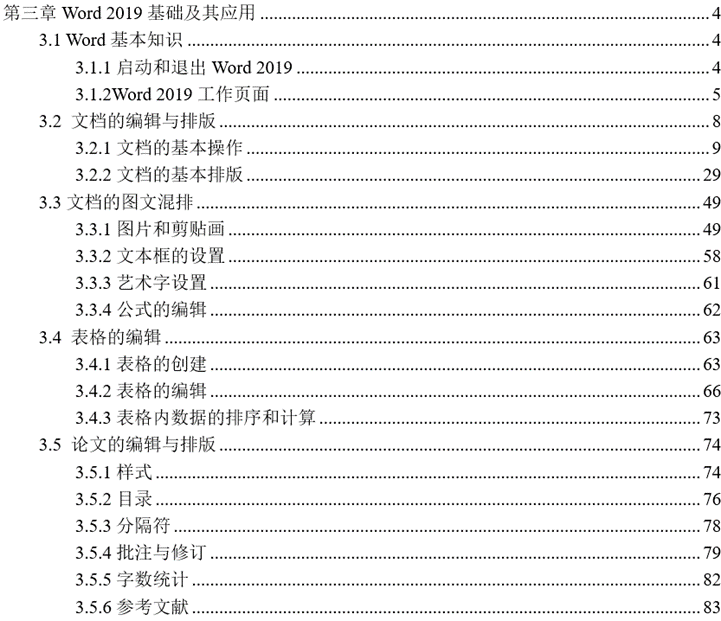 第三章 Word 2019 基础及其应用 ........ 4
3.1 Word 基本知识 ........ 4
3.1.1 启动和退出 Word 2019 ........ 4
3.1.2Word 2019 工作页面 ........ 5
3.2 文档的编辑与排版 ........ 8
3.2.1 文档的基本操作 ........ 9
3.2.2 文档的基本排版 ........ 29
3.3 文档的图文混排 ........ 49
3.3.1 图片和剪贴画 ........ 49
3.3.2 文本框的设置 ........ 58
3.3.3 艺术字设置 ........ 61
3.3.4 公式的编辑 ........ 62
3.4 表格的编辑 ........ 63
3.4.1 表格的创建 ........ 63
3.4.2 表格的编辑 ........ 66
3.4.3 表格内数据的排序和计算 ........ 73
3.5 论文的编辑与排版 ........ 74
3.5.1 样式 ........ 74
3.5.2 目录 ........ 76
3.5.3 分隔符 ........ 78
3.5.4 批注与修订 ........ 79
3.5.5 字数统计 ........ 82
3.5.6 参考文献 ........ 83